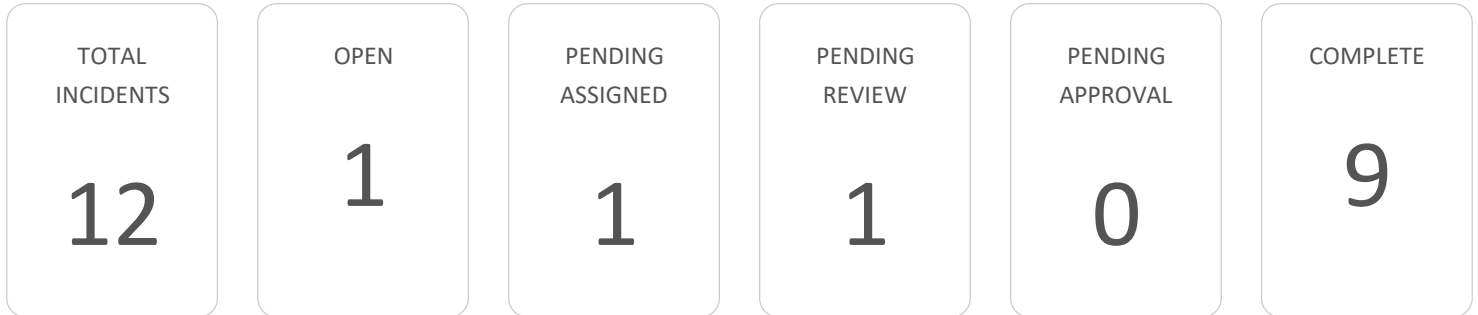 TOTAL
INCIDENTS
12
OPEN
1
PENDING
ASSIGNED
1
PENDING
REVIEW
1
PENDING
APPROVAL
0
COMPLETE
9